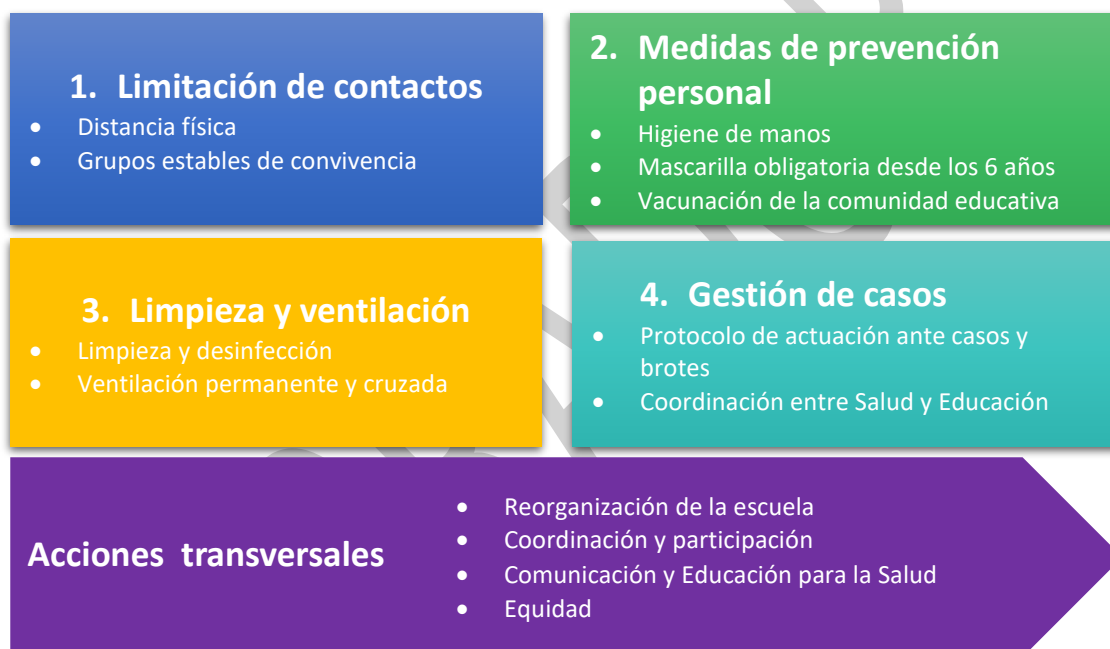 1. Limitación de contactos
• Distancia física
• Grupos estables de convivencia
2. Medidas de prevención
personal
• Higiene de manos
• Mascarilla obligatoria desde los 6 años
• Vacunación de la comunidad educativa
3. Limpieza y ventilación
• Limpieza y desinfección
• Ventilación permanente y cruzada
4. Gestión de casos
• Protocolo de actuación ante casos y
brotes
• Coordinación entre Salud y Educación
Acciones transversales
• Reorganización de la escuela
• Coordinación y participación
• Comunicación y Educación para la Salud
• Equidad